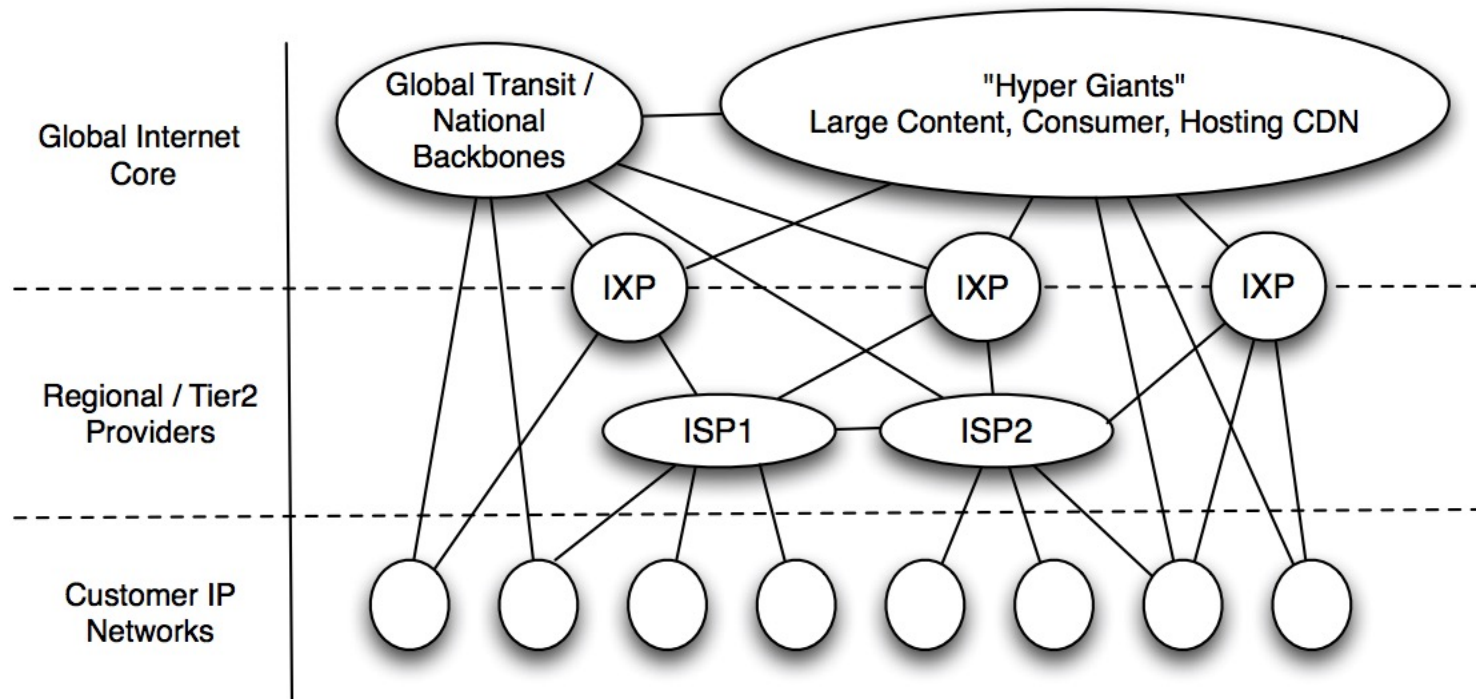 Global Internet
Core
Global Transit /
National
Backbones
"Hyper Giants"
Large Content, Consumer, Hosting CDN
IXP
IXP
IXP
Regional / Tier2
Providers
ISP1
ISP2
Customer IP
Networks